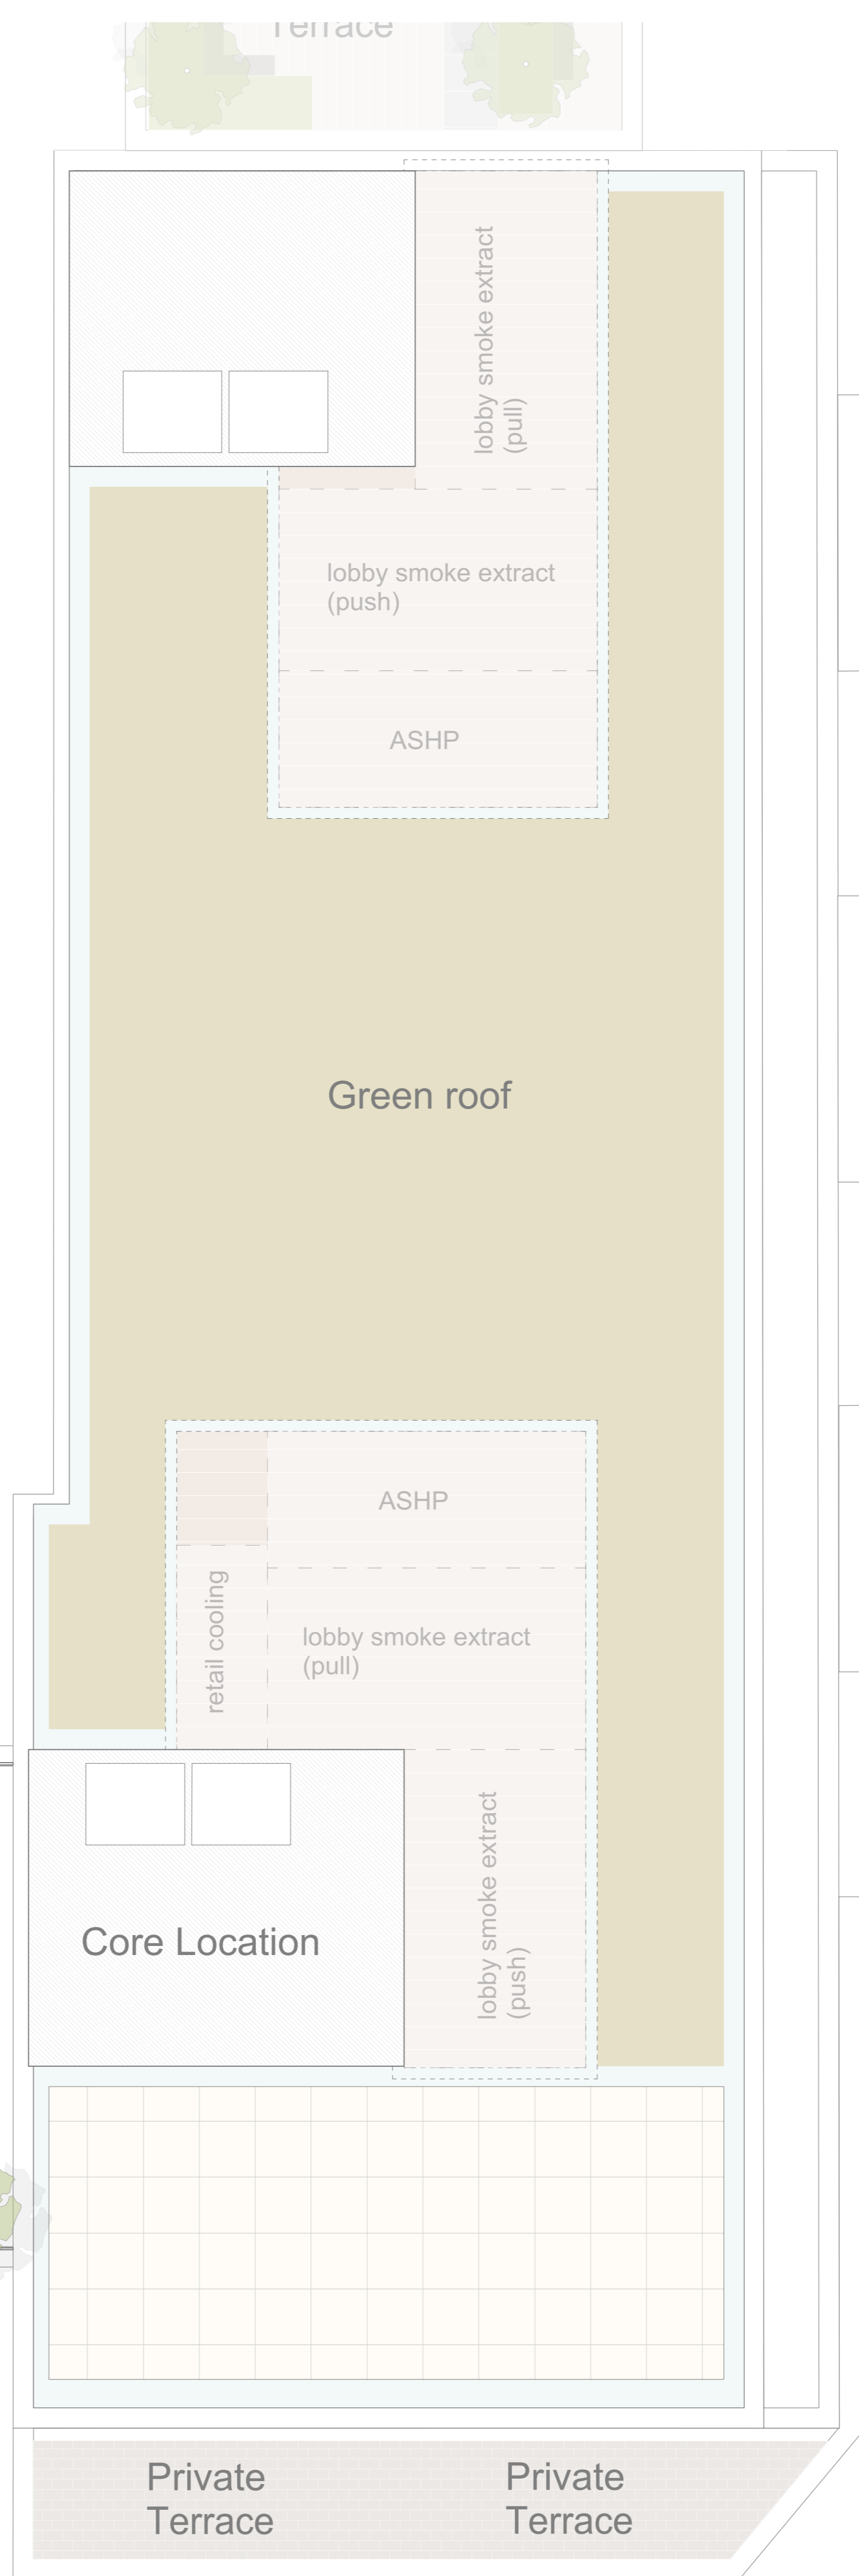 Terrace
lobby smoke extract
(pull)
lobby smoke extract
(push)
ASHP
Green roof
ASHP
retail cooling
lobby smoke extract
(pull)
lobby smoke extract
(push)
Core Location
Private
Terrace
Private
Terrace